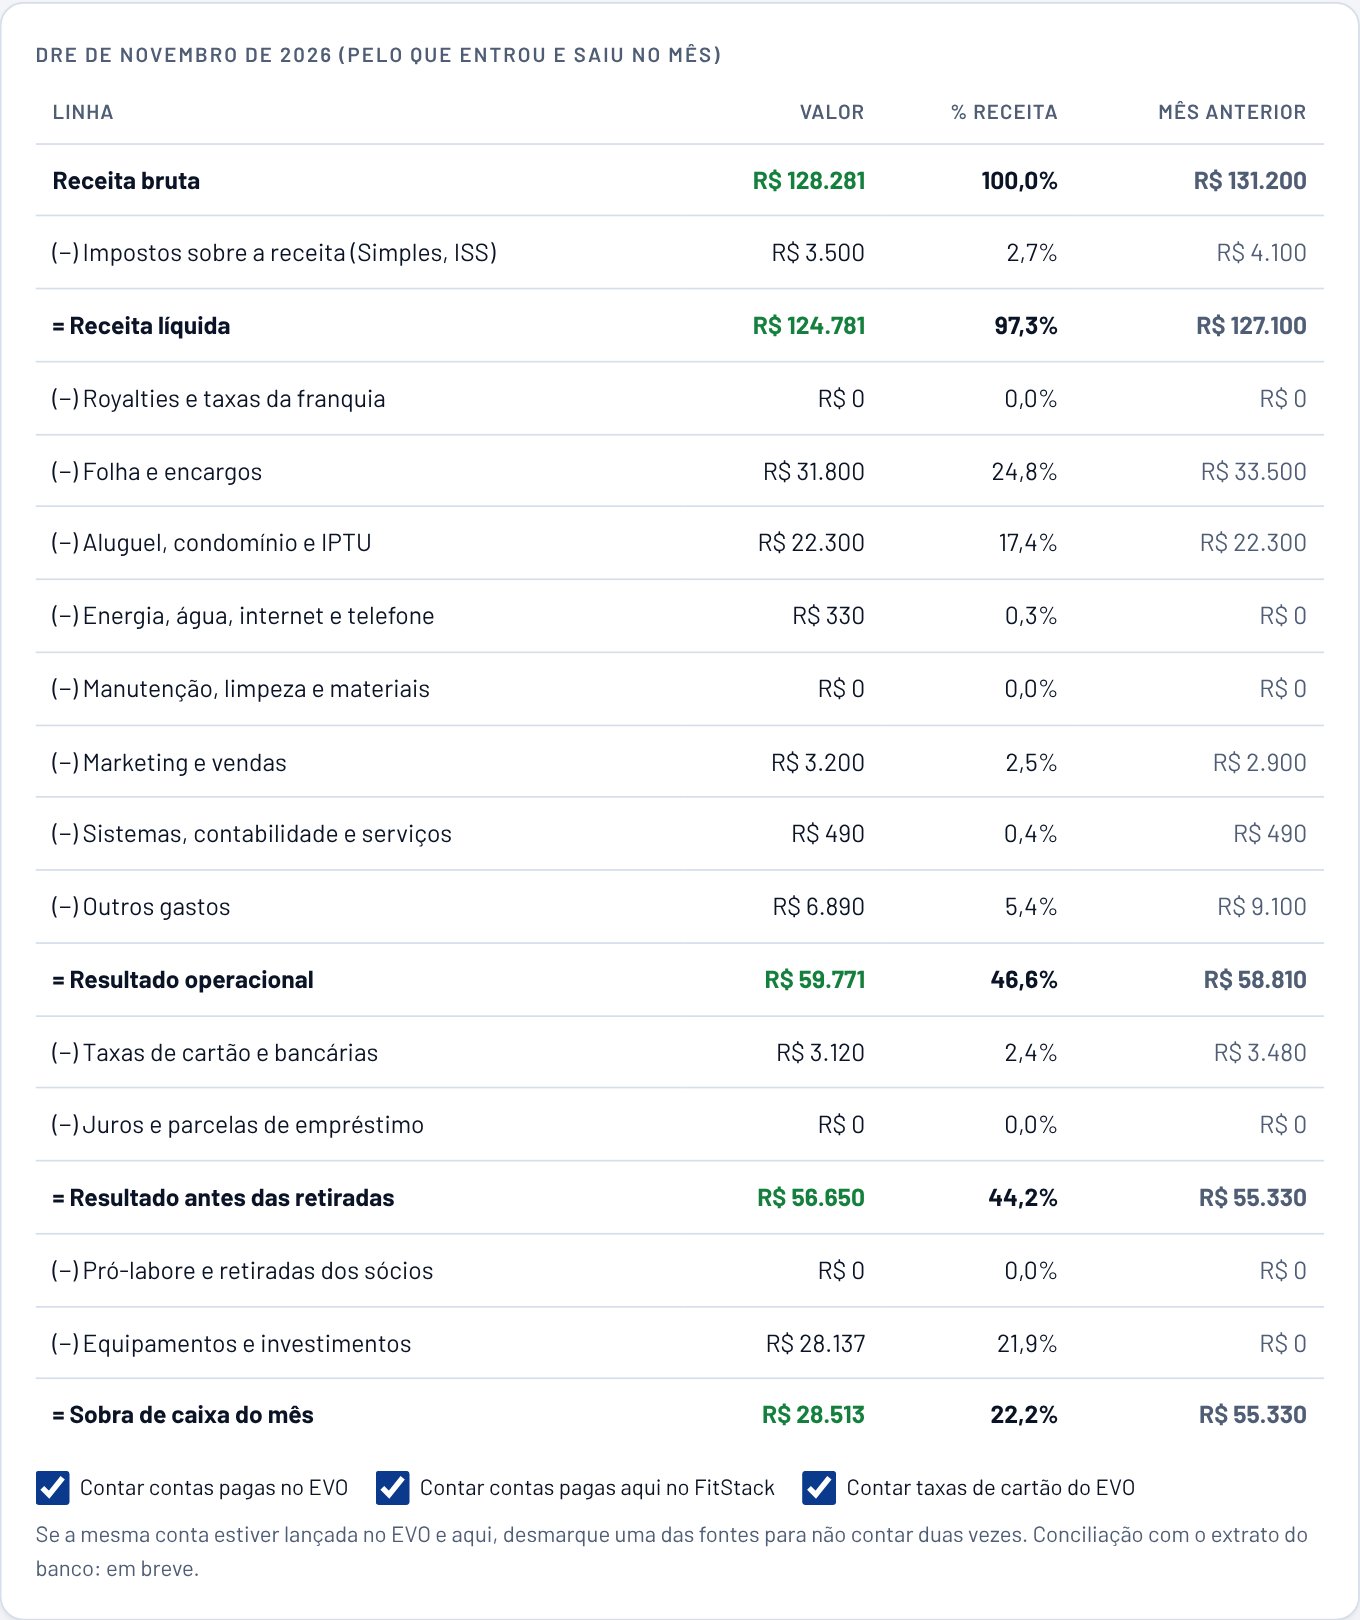 DRE DE NOVEMBRO DE 2026 (PELO QUE ENTROU E SAIU NO MÊS)
LINHA VALOR % RECEITA MÊS ANTERIOR
Receita bruta R$ 128.281 100,0% R$ 131.200
(−) Impostos sobre a receita (Simples, ISS) R$ 3.500 2,7% R$ 4.100
= Receita líquida R$ 124.781 97,3% R$ 127.100
(−) Royalties e taxas da franquia R$ 0 0,0% R$ 0
(−) Folha e encargos R$ 31.800 24,8% R$ 33.500
(−) Aluguel, condomínio e IPTU R$ 22.300 17,4% R$ 22.300
(−) Energia, água, internet e telefone R$ 330 0,3% R$ 0
(−) Manutenção, limpeza e materiais R$ 0 0,0% R$ 0
(−) Marketing e vendas R$ 3.200 2,5% R$ 2.900
(−) Sistemas, contabilidade e serviços R$ 490 0,4% R$ 490
(−) Outros gastos R$ 6.890 5,4% R$ 9.100
= Resultado operacional R$ 59.771 46,6% R$ 58.810
(−) Taxas de cartão e bancárias R$ 3.120 2,4% R$ 3.480
(−) Juros e parcelas de empréstimo R$ 0 0,0% R$ 0
= Resultado antes das retiradas R$ 56.650 44,2% R$ 55.330
(−) Pró-labore e retiradas dos sócios R$ 0 0,0% R$ 0
(−) Equipamentos e investimentos R$ 28.137 21,9% R$ 0
= Sobra de caixa do mês R$ 28.513 22,2% R$ 55.330
Contar contas pagas no EVO Contar contas pagas aqui no FitStack Contar taxas de cartão do EVO
Se a mesma conta estiver lançada no EVO e aqui, desmarque uma das fontes para não contar duas vezes. Conciliação com o extrato do
banco: em breve.